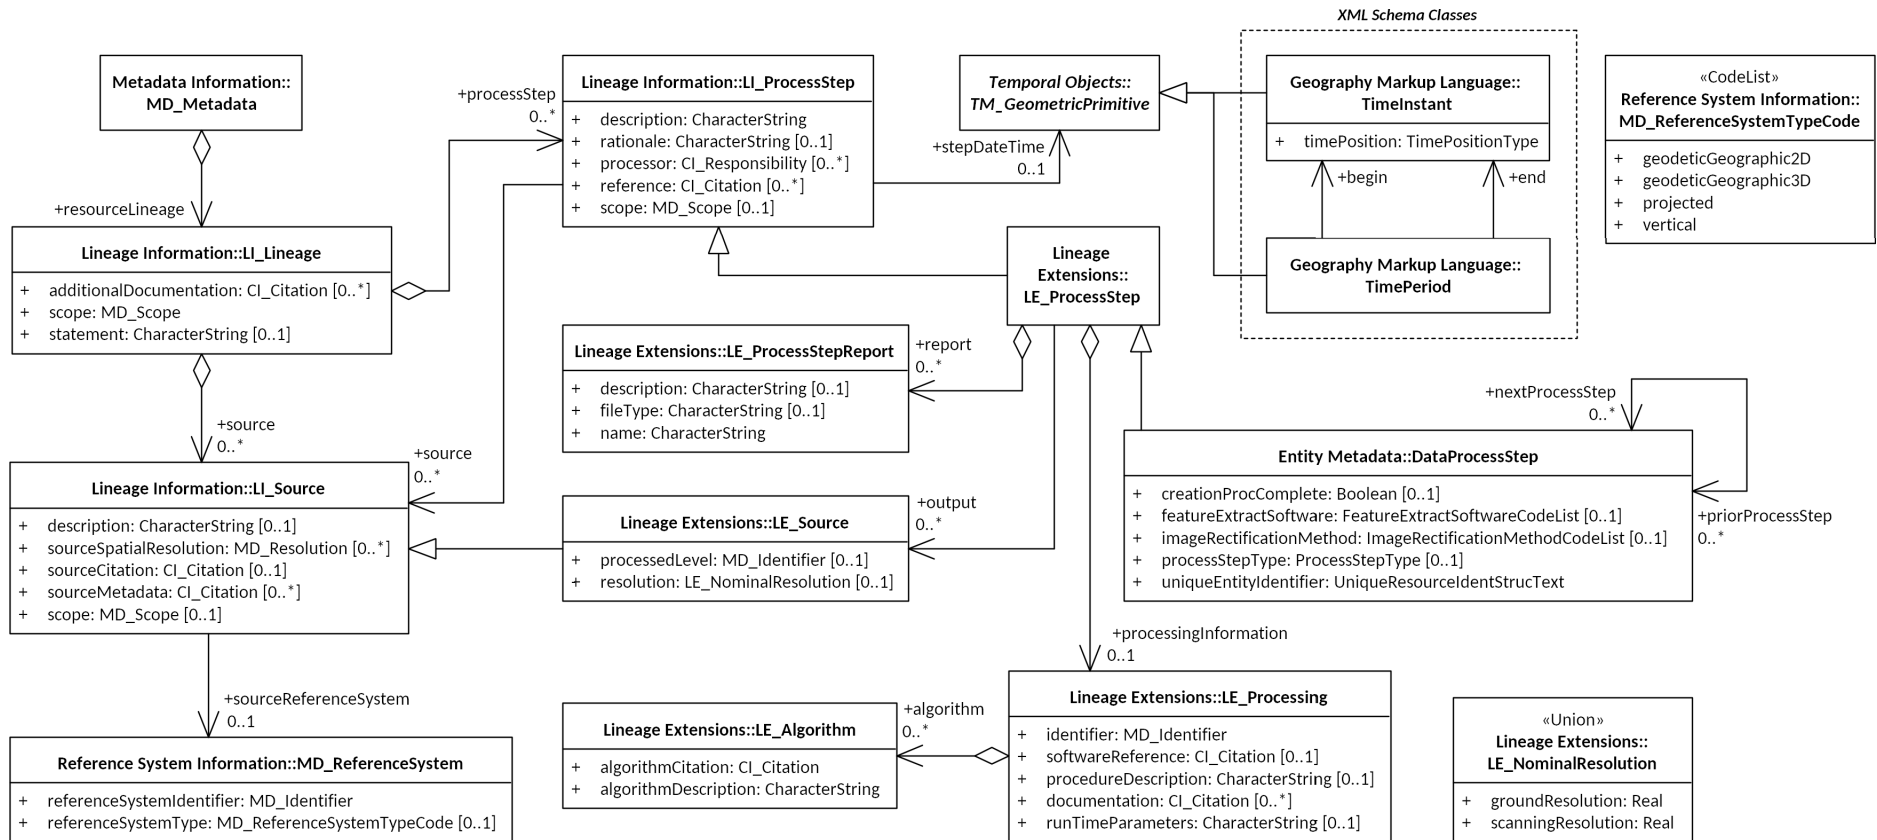 XML Schema Classes
Metadata Information::
MD_Metadata
+resourceLineage
Lineage Information::LI_Lineage
+ additionalDocumentation: CI_Citation [0..*]
+ scope: MD_Scope
+ statement: CharacterString [0..1]
+processStep
0..*
Lineage Information::LI_ProcessStep
+ description: CharacterString
+ rationale: CharacterString [0..1]
+ processor: CI_Responsibility [0..*]
+ reference: CI_Citation [0..*]
+ scope: MD_Scope [0..1]
Temporal Objects::
TM_GeometricPrimitive
+stepDateTime
0..1
Geography Markup Language::
TimeInstant
+ timePosition: TimePositionType
+begin
+end
Geography Markup Language::
TimePeriod
«CodeList»
Reference System Information::
MD_ReferenceSystemTypeCode
+ geodeticGeographic2D
+ geodeticGeographic3D
+ projected
+ vertical
Lineage
Extensions::
LE_ProcessStep
+report
0..*
Lineage Extensions::LE_ProcessStepReport
+ description: CharacterString [0..1]
+ fileType: CharacterString [0..1]
+ name: CharacterString
+nextProcessStep
0..*
Entity Metadata::DataProcessStep
+ creationProcComplete: Boolean [0..1]
+ featureExtractSoftware: FeatureExtractSoftwareCodeList [0..1]
+ imageRectificationMethod: ImageRectificationMethodCodeList [0..1]
+ processStepType: ProcessStepType [0..1]
+ uniqueEntityIdentifier: UniqueResourceIdentStrucText
+priorProcessStep
0..*
+source
0..*
+source
0..*
Lineage Information::LI_Source
+ description: CharacterString [0..1]
+ sourceSpatialResolution: MD_Resolution [0..*]
+ sourceCitation: CI_Citation [0..1]
+ sourceMetadata: CI_Citation [0..*]
+ scope: MD_Scope [0..1]
+output
0..*
Lineage Extensions::LE_Source
+ processedLevel: MD_Identifier [0..1]
+ resolution: LE_NominalResolution [0..1]
+sourceReferenceSystem
0..1
Reference System Information::MD_ReferenceSystem
+ referenceSystemIdentifier: MD_Identifier
+ referenceSystemType: MD_ReferenceSystemTypeCode [0..1]
+algorithm
0..*
Lineage Extensions::LE_Algorithm
+ algorithmCitation: CI_Citation
+ algorithmDescription: CharacterString
+processingInformation
0..1
Lineage Extensions::LE_Processing
+ identifier: MD_Identifier
+ softwareReference: CI_Citation [0..1]
+ procedureDescription: CharacterString [0..1]
+ documentation: CI_Citation [0..*]
+ runTimeParameters: CharacterString [0..1]
«Union»
Lineage Extensions::
LE_NominalResolution
+ groundResolution: Real
+ scanningResolution: Real